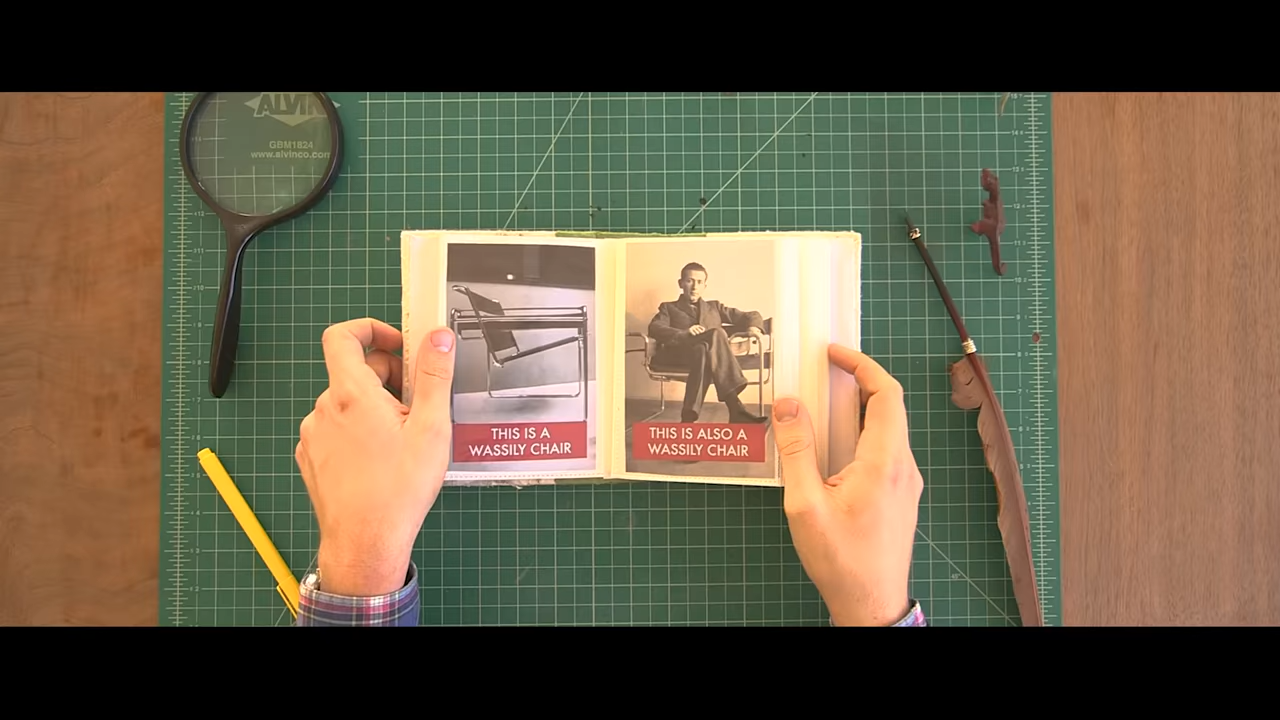 ALVIN
GBM1824
www.alvinco.com
THIS IS A
WASSILY CHAIR
THIS IS ALSO A
WASSILY CHAIR